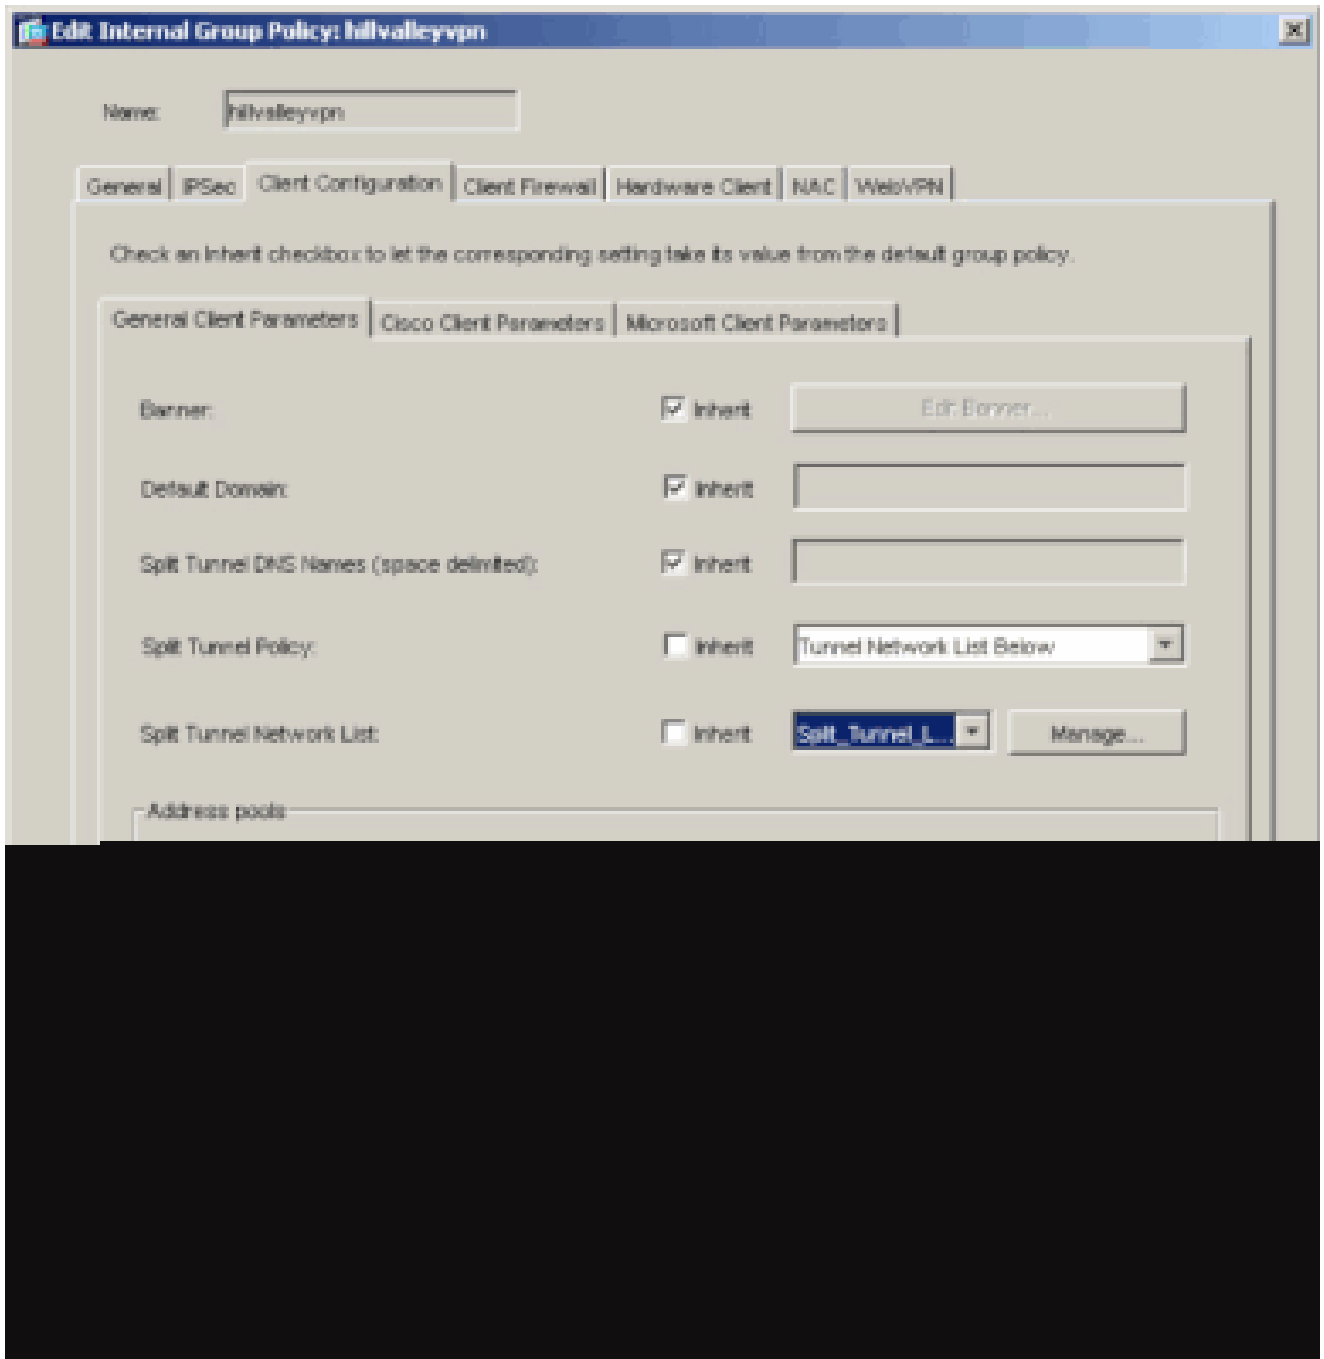 Edit Internal Group Policy: hillvalleyvpn
Name: hillvalleyvpn
General IPSec Client Configuration Client Firewall Hardware Client NAC WebVPN
Check an Inherit checkbox to let the corresponding setting take its value from the default group policy.
General Client Parameters Cisco Client Parameters Microsoft Client Parameters
Banner: Inherit Edit Banner...
Default Domain: Inherit
Split Tunnel DNS Names (space delimited): Inherit
Split Tunnel Policy: Inherit Tunnel Network List Below
Split Tunnel Network List: Inherit Split_Tunnel_L... Manage...
Address pools